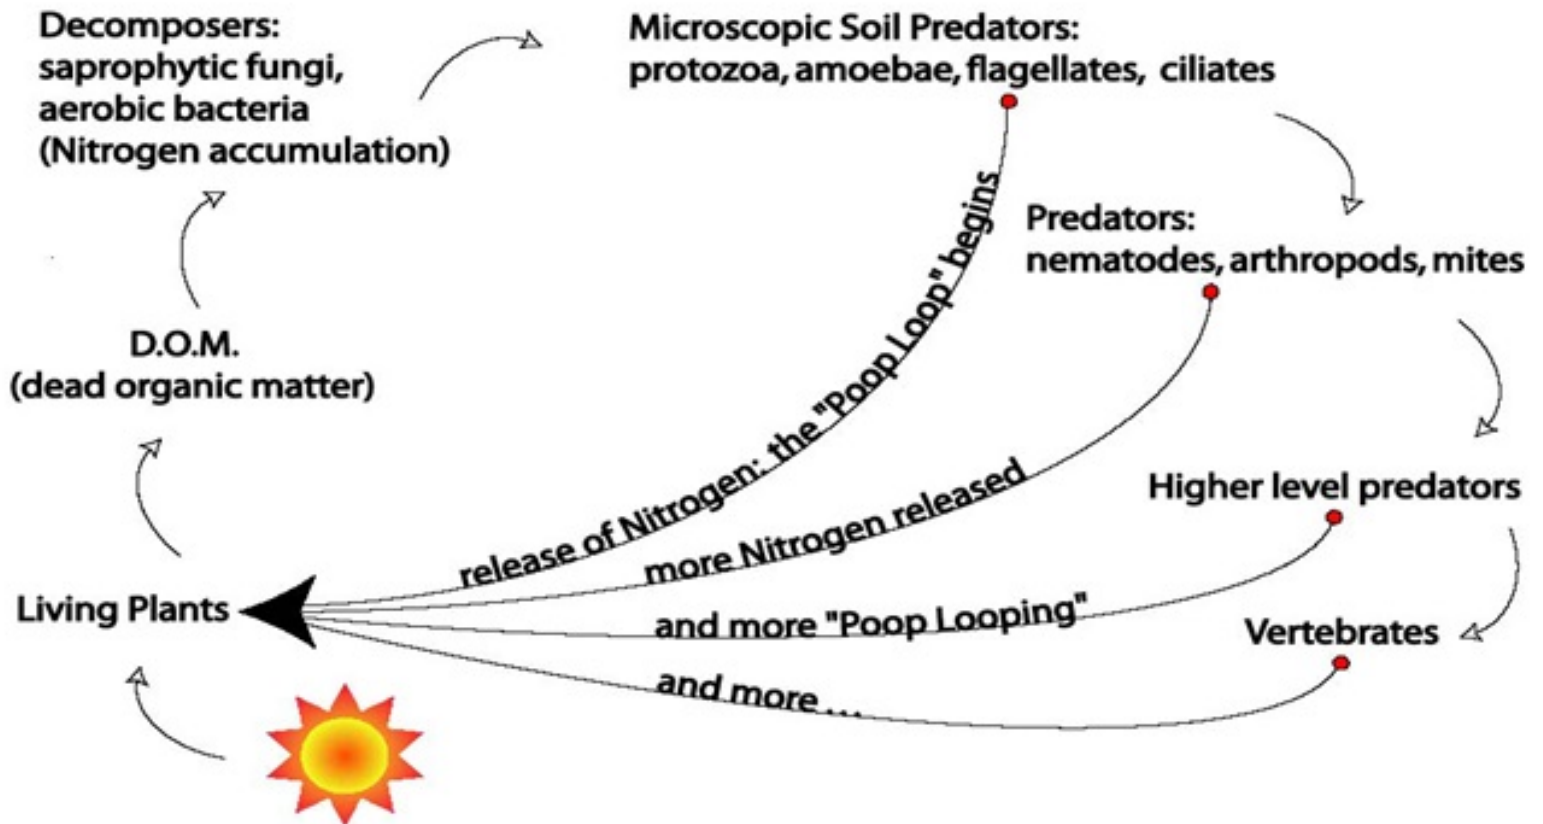 Decomposers:
saprophytic fungi,
aerobic bacteria
(Nitrogen accumulation)
Microscopic Soil Predators:
protozoa, amoebae, flagellates, ciliates
Predators:
nematodes, arthropods, mites
D.O.M.
(dead organic matter)
release of Nitrogen: the "Poop Loop" begins
more Nitrogen released
Higher level predators
Living Plants
and more "Poop Looping"
Vertebrates
and more ...